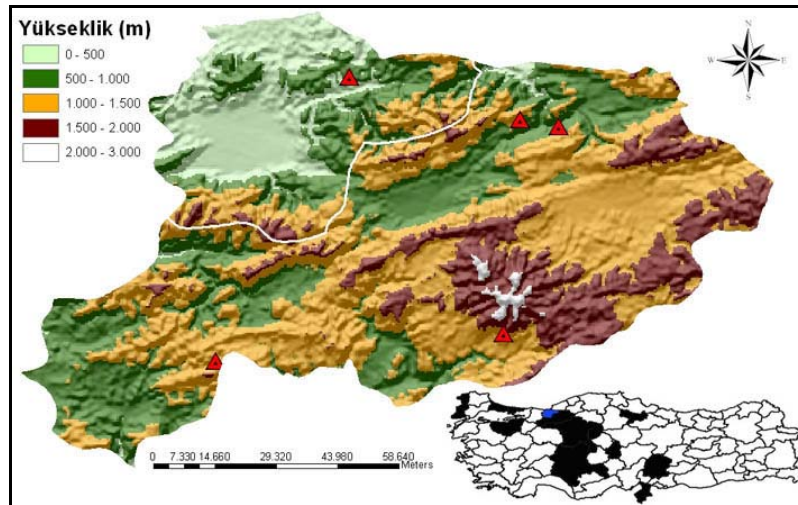 Yükseklik (m)
0 - 500
500 - 1.000
1.000 - 1.500
1.500 - 2.000
2.000 - 3.000
N
W E
S
0 7.330 14.660 29.320 43.980 58.640
Meters